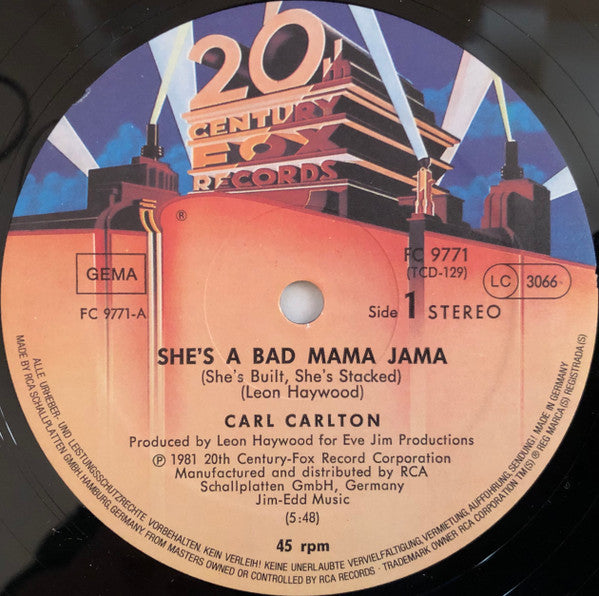 20th
CENTURY
FOX
RECORDS
®
GEMA
FC 9771-A
FC 9771
(TCD-129)
LC 3066
Side 1 STEREO
SHE'S A BAD MAMA JAMA
(She's Built, She's Stacked)
(Leon Haywood)
CARL CARLTON
Produced by Leon Haywood for Eve Jim Productions
℗ 1981 20th Century-Fox Record Corporation
Manufactured and distributed by RCA
Schallplatten GmbH, Germany
Jim-Edd Music
(5:48)
45 rpm
ALLE URHEBER- UND LEISTUNGSSCHUTZRECHTE VORBEHALTEN. KEIN VERLEIH! KEINE UNERLAUBTE VERVIELFÄLTIGUNG, VERMIETUNG, AUFFÜHRUNG, SENDUNG! MADE IN GERMANY
MADE BY RCA SCHALLPLATTEN GMBH, HAMBURG, GERMANY, FROM MASTERS OWNED OR CONTROLLED BY RCA RECORDS · TRADEMARK OWNER RCA CORPORATION TM(S) ® REG MARCA(S) REGISTRADA(S)